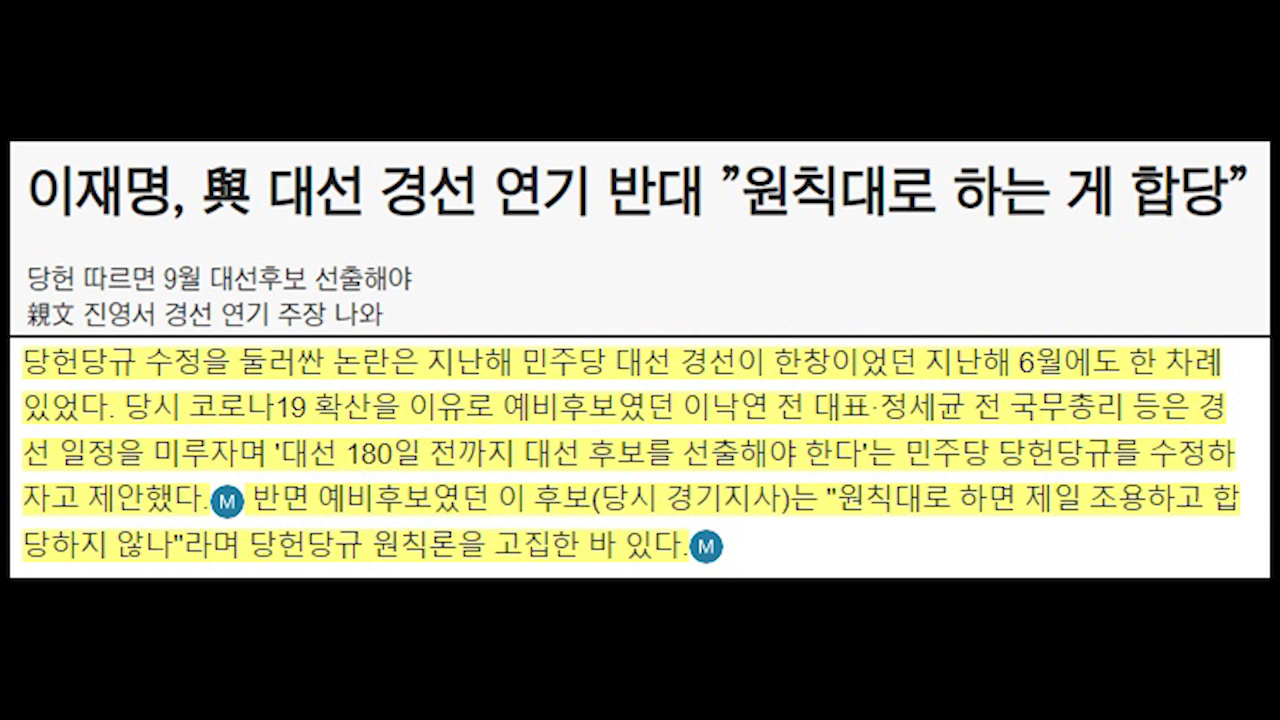 이재명, 與 대선 경선 연기 반대 ”원칙대로 하는 게 합당”
당헌 따르면 9월 대선후보 선출해야
親文 진영서 경선 연기 주장 나와
당헌당규 수정을 둘러싼 논란은 지난해 민주당 대선 경선이 한창이었던 지난해 6월에도 한 차례
있었다. 당시 코로나19 확산을 이유로 예비후보였던 이낙연 전 대표·정세균 전 국무총리 등은 경
선 일정을 미루자며 '대선 180일 전까지 대선 후보를 선출해야 한다'는 민주당 당헌당규를 수정하
자고 제안했다. M 반면 예비후보였던 이 후보(당시 경기지사)는 "원칙대로 하면 제일 조용하고 합
당하지 않나"라며 당헌당규 원칙론을 고집한 바 있다. M